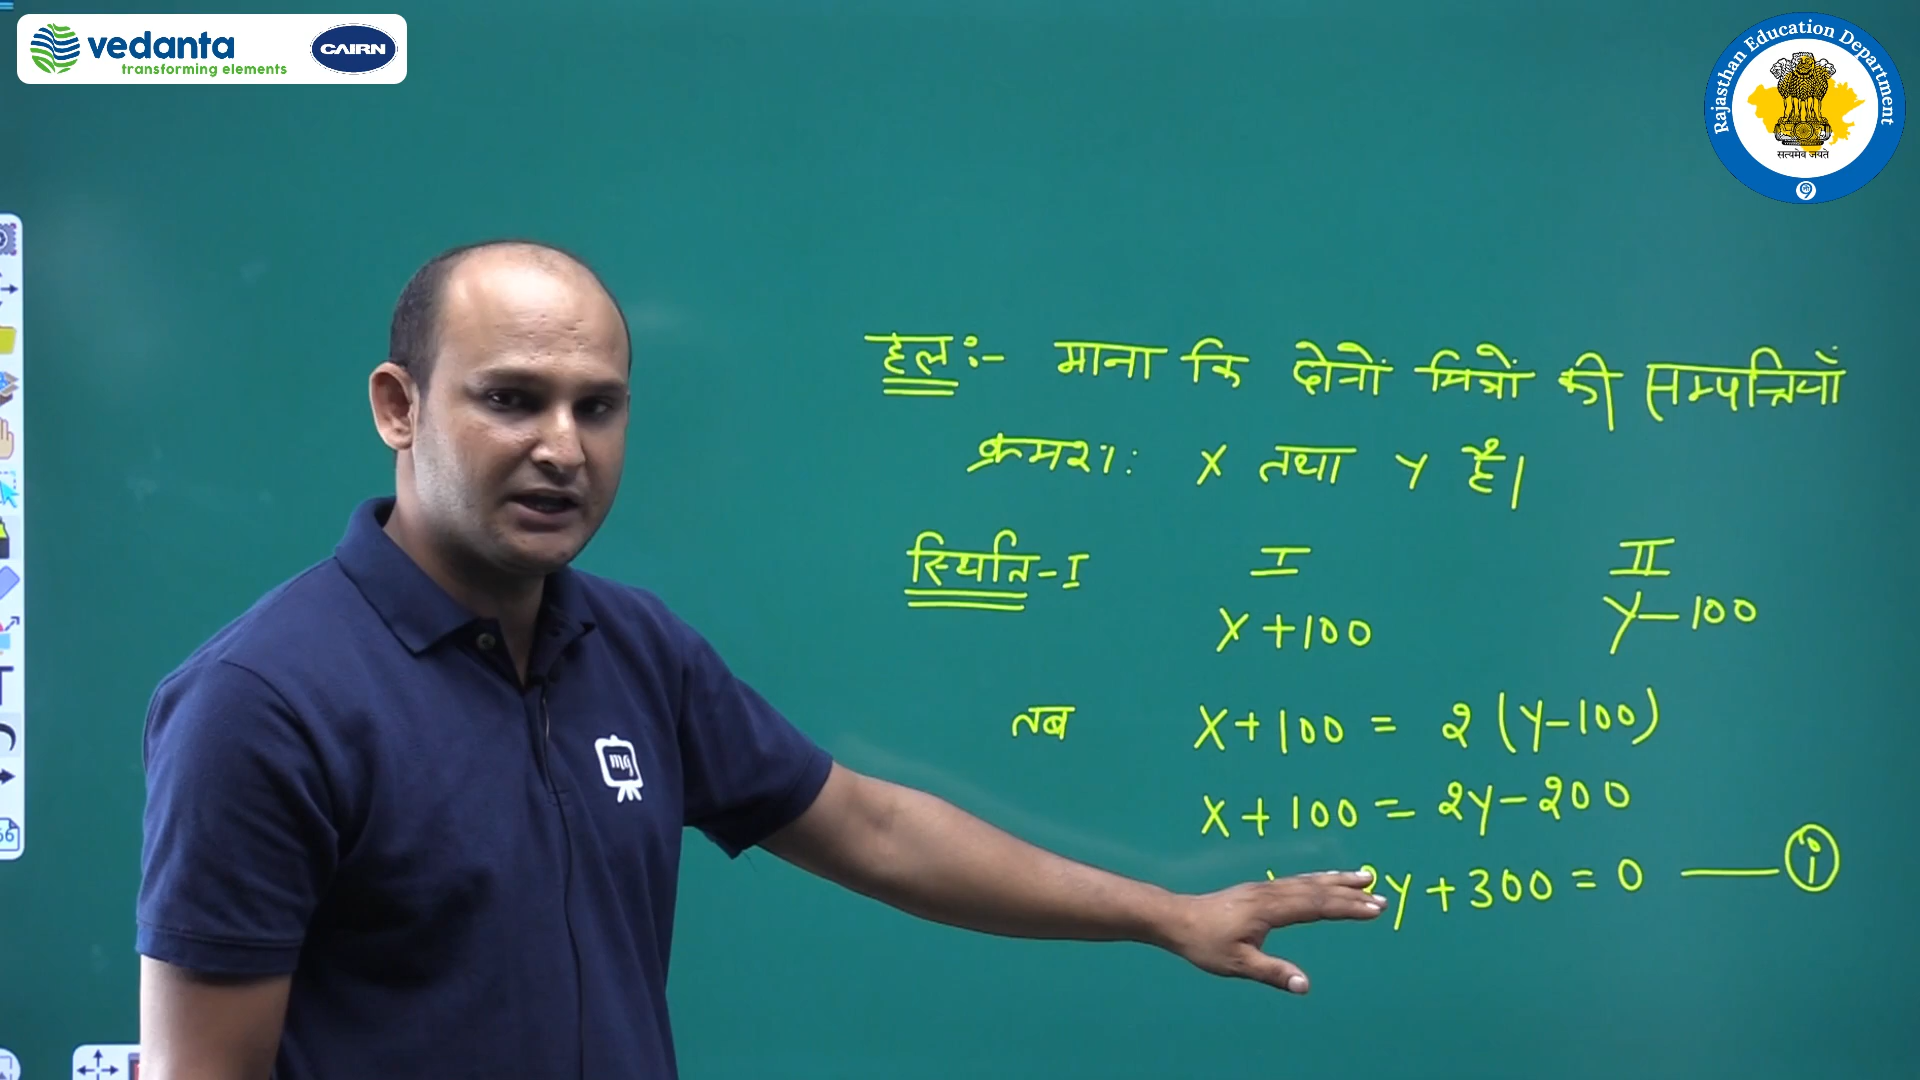 vedanta
transforming elements
CAIRN
Rajasthan Education Department
सत्यमेव जयते
हल :- माना कि दोनों मित्रों की सम्पत्तियाँ
क्रमशः x तथा y है।
स्थिति-I I II
x+100 y-100
तब x+100 = 2(y-100)
x+100 = 2y-200
2y+300=0 — i
mg